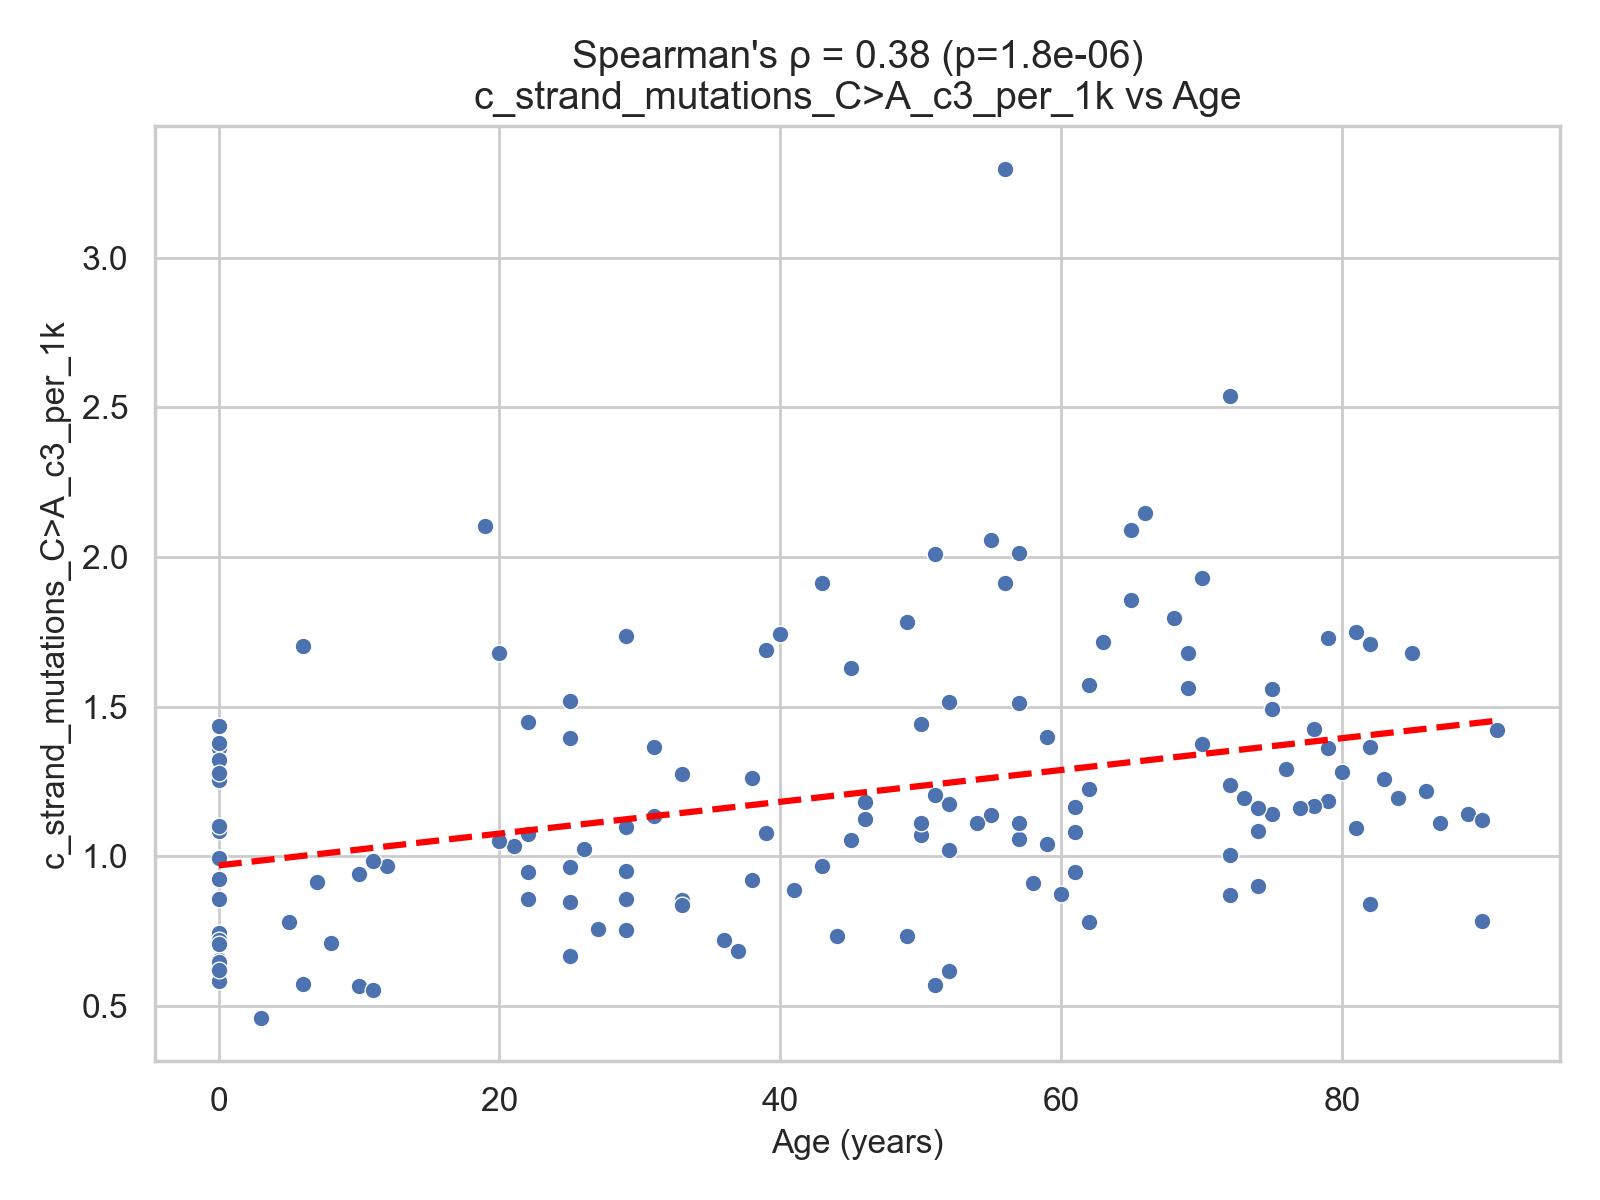 Spearman's ρ = 0.38 (p=1.8e-06)
c_strand_mutations_C>A_c3_per_1k vs Age
c_strand_mutations_C>A_c3_per_1k
3.0
2.5
2.0
1.5
1.0
0.5
0
20
40
60
80
Age (years)